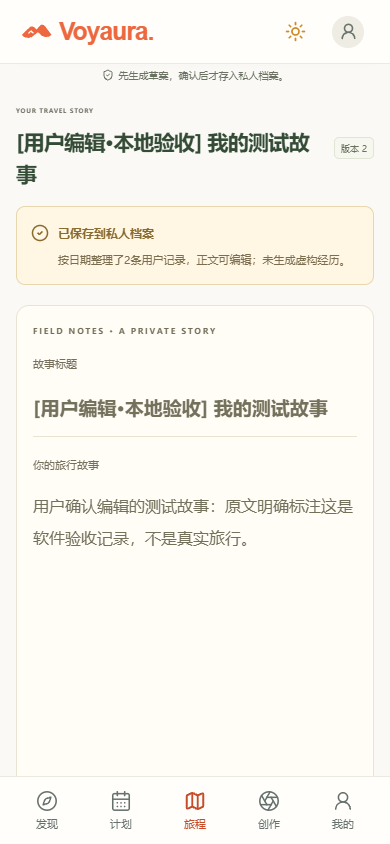 Voyaura.
先生成草案，确认后才存入私人档案。
YOUR TRAVEL STORY
[用户编辑•本地验收] 我的测试故
事
版本 2
已保存到私人档案
按日期整理了2条用户记录，正文可编辑；未生成虚构经历。
FIELD NOTES • A PRIVATE STORY
故事标题
[用户编辑•本地验收] 我的测试故事
你的旅行故事
用户确认编辑的测试故事：原文明确标注这是
软件验收记录，不是真实旅行。
发现
计划
旅程
创作
我的